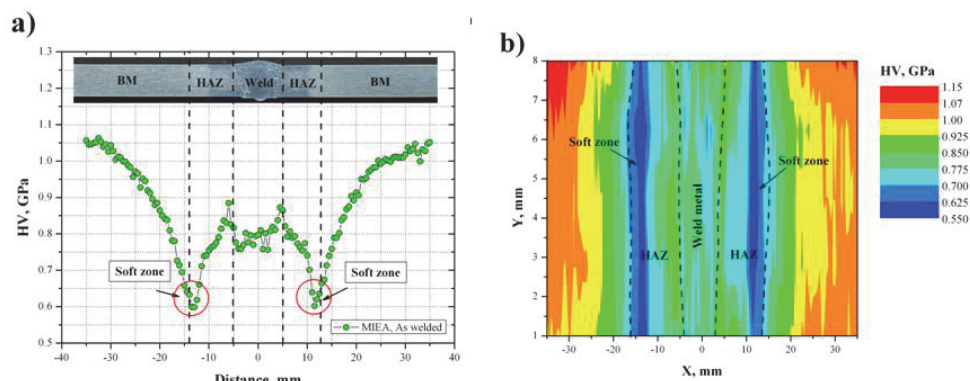 a)
1.3
1.2
1.1
1.0
0.9
0.8
0.7
0.6
0.5
HV, GPa
BM
HAZ
Weld
HAZ
BM
Soft zone
Soft zone
MIEA, As welded
-40
-30
-20
-10
0
10
20
30
40
Distance, mm
b)
8
7
6
5
4
3
2
1
Y, mm
Soft zone
Soft zone
Weld metal
HAZ
HAZ
-30
-20
-10
0
10
20
30
X, mm
HV, GPa
1.15
1.07
1.00
0.925
0.850
0.775
0.700
0.625
0.550